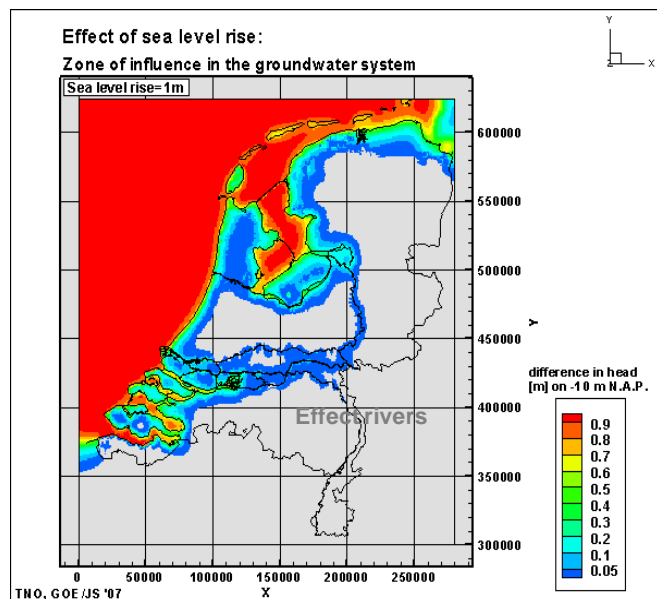 Effect of sea level rise:
Zone of influence in the groundwater system
Sea level rise=1m
Y
Z
X
600000
550000
500000
450000
400000
350000
300000
Y
Effect rivers
difference in head
[m] on -10 m N.A.P.
0.9
0.8
0.7
0.6
0.5
0.4
0.3
0.2
0.1
0.05
0
50000
100000
150000
200000
250000
X
TNO, GOE/JS '07